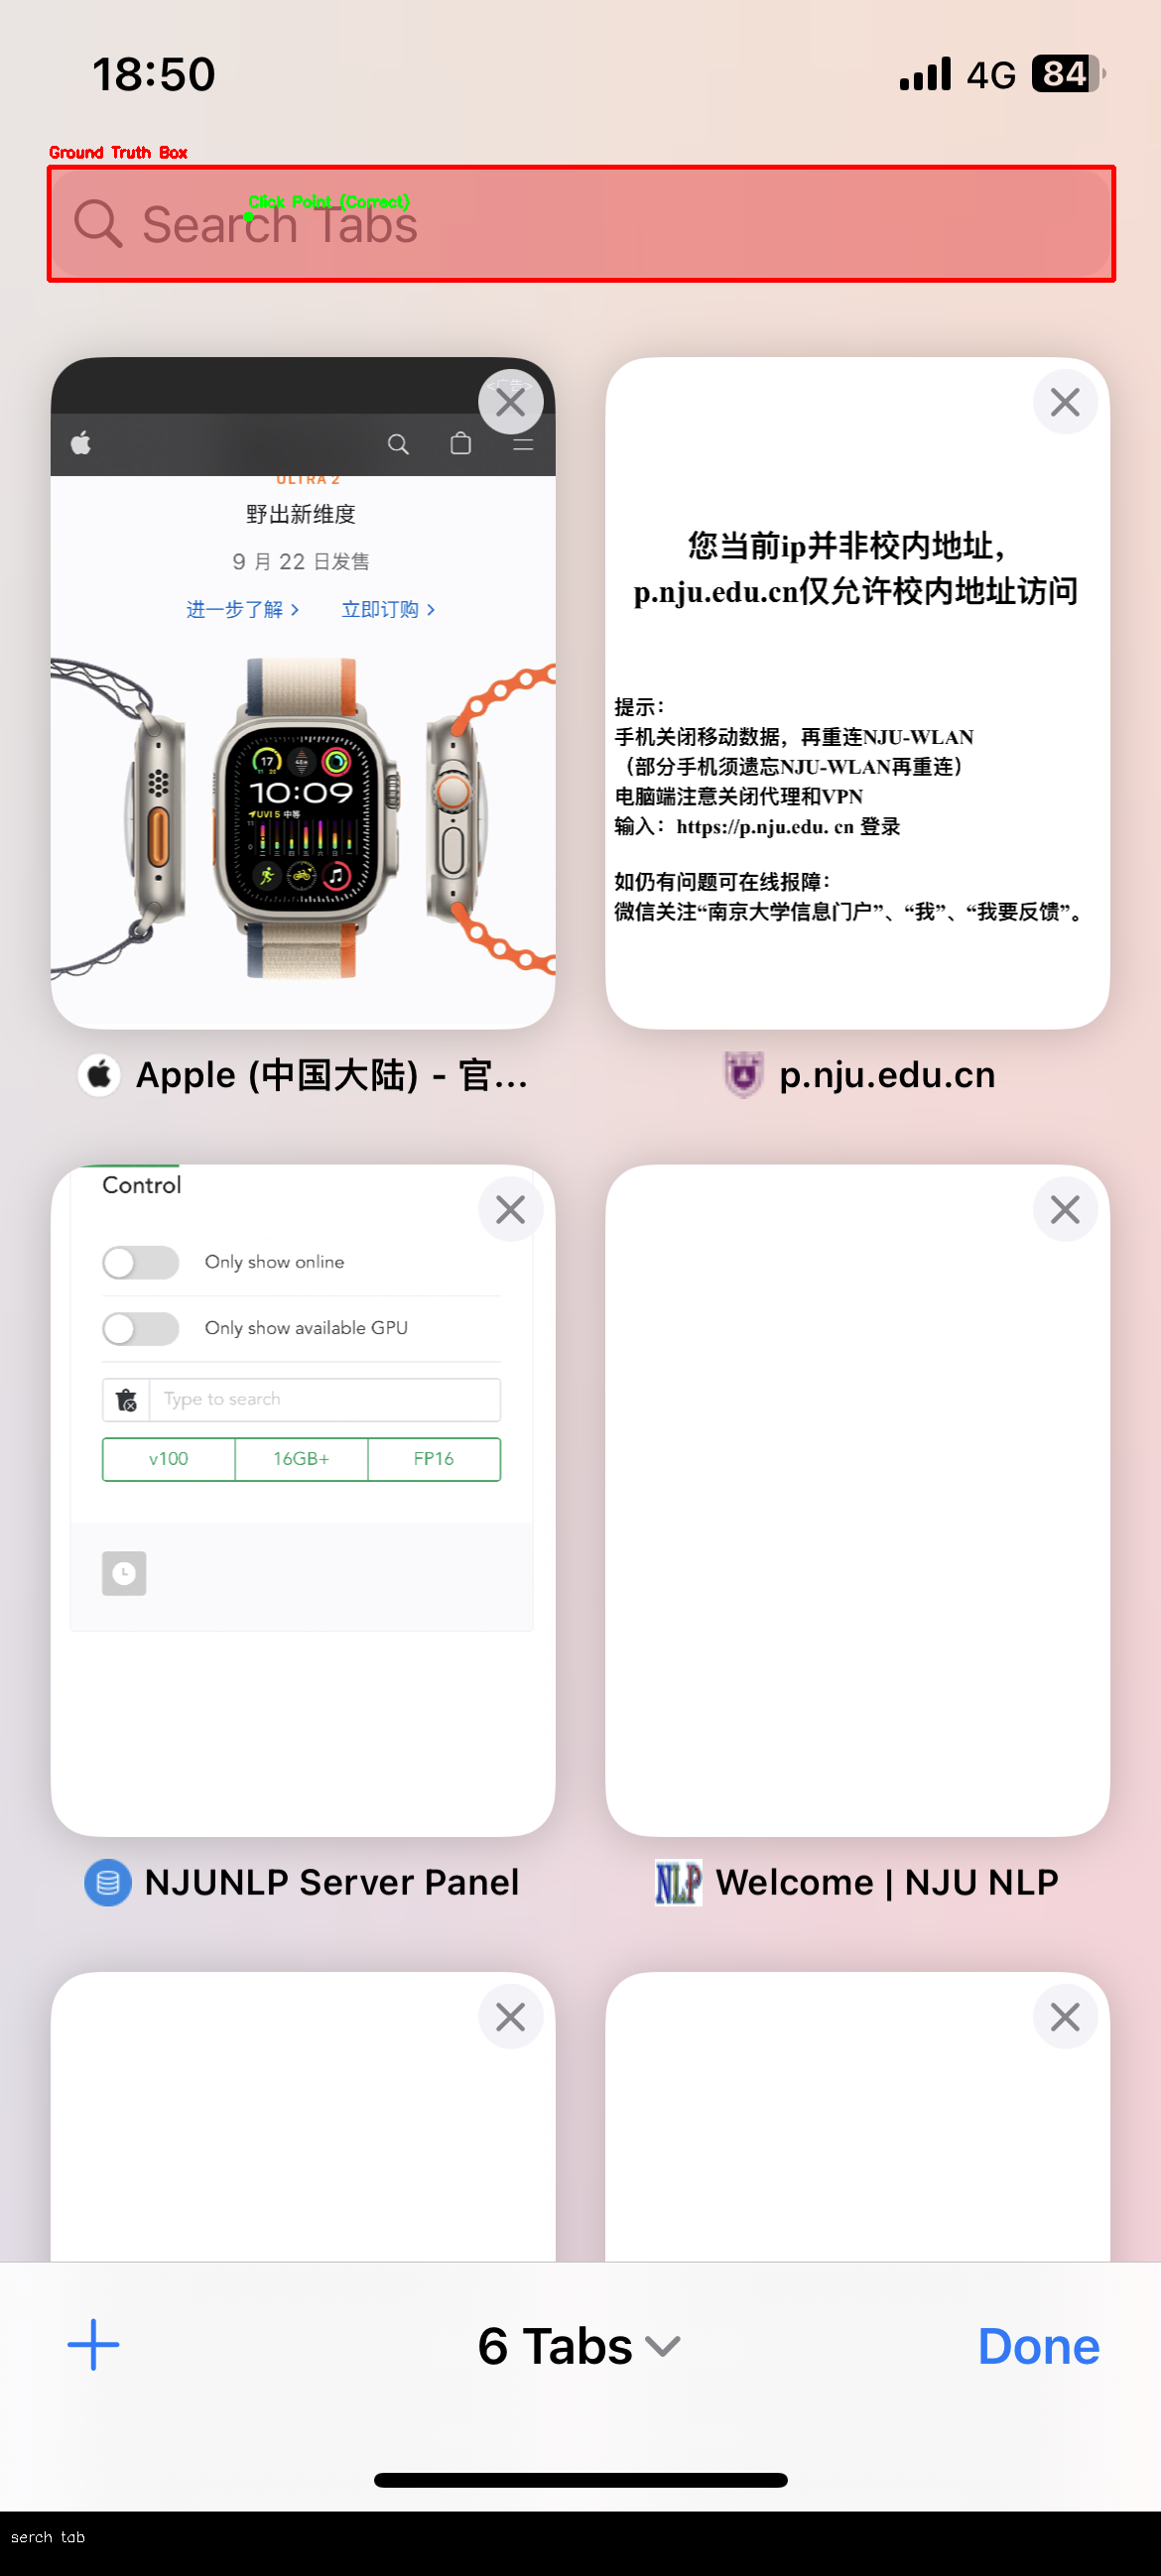 18:50
4G
84
Ground Truth Box
Click Point (Correct)
Search Tabs
<广告>
ULTRA 2
野出新维度
9 月 22 日发售
进一步了解 >
立即订购 >
10:09
UVI 5 中等
Apple (中国大陆) - 官...
您当前ip并非校内地址，
p.nju.edu.cn仅允许校内地址访问
提示：
手机关闭移动数据，再重连NJU-WLAN
（部分手机须遗忘NJU-WLAN再重连）
电脑端注意关闭代理和VPN
输入：https://p.nju.edu. cn 登录
如仍有问题可在线报障：
微信关注“南京大学信息门户”、“我”、“我要反馈”。
p.nju.edu.cn
Control
Only show online
Only show available GPU
Type to search
v100
16GB+
FP16
NJUNLP Server Panel
NLP
Welcome | NJU NLP
6 Tabs
Done
serch tab